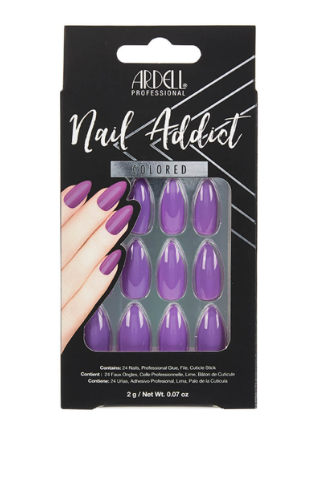 ARDELL®
PROFESSIONAL
Nail Addict
COLORED
Contains: 24 Nails, Professional Glue, File, Cuticle Stick
Contient : 24 Faux Ongles, Colle Professionnelle, Lime, Bâton de Cuticule
Contiene: 24 Uñas, Adhesivo Profesional, Lima, Palo de la Cutícula
2 g / Net Wt. 0.07 oz